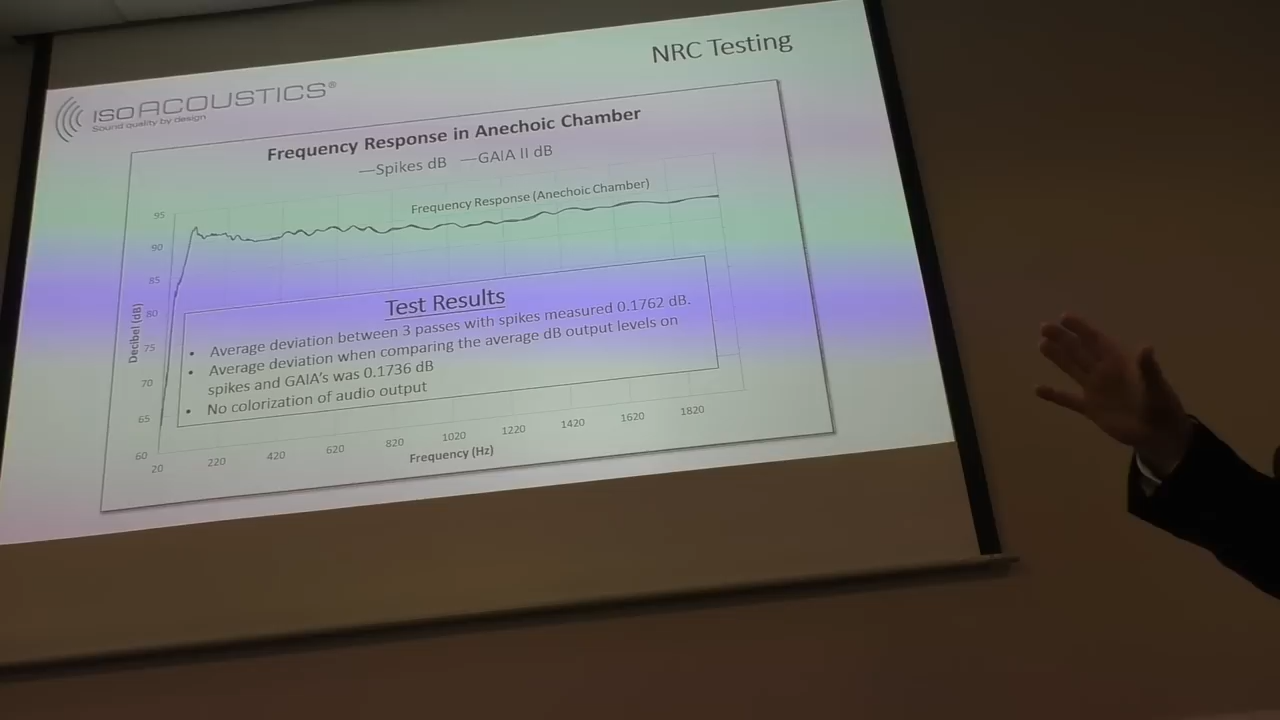 NRC Testing
ISOACOUSTICS®
Sound quality by design
Frequency Response in Anechoic Chamber
—Spikes dB —GAIA II dB
Frequency Response (Anechoic Chamber)
95
90
85
80
75
70
65
60
Decibel (dB)
Test Results
• Average deviation between 3 passes with spikes measured 0.1762 dB.
• Average deviation when comparing the average dB output levels on
spikes and GAIA's was 0.1736 dB
• No colorization of audio output
20 220 420 620 820 1020 1220 1420 1620 1820
Frequency (Hz)